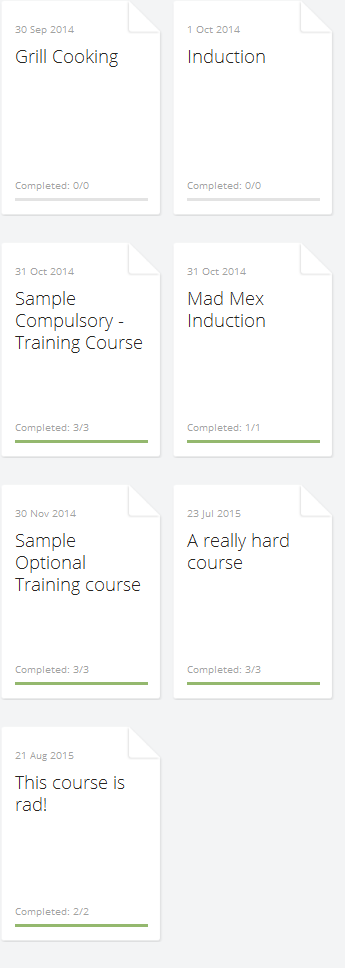 30 Sep 2014
Grill Cooking
Completed: 0/0
1 Oct 2014
Induction
Completed: 0/0
31 Oct 2014
Sample
Compulsory -
Training Course
Completed: 3/3
31 Oct 2014
Mad Mex
Induction
Completed: 1/1
30 Nov 2014
Sample
Optional
Training course
Completed: 3/3
23 Jul 2015
A really hard
course
Completed: 3/3
21 Aug 2015
This course is
rad!
Completed: 2/2